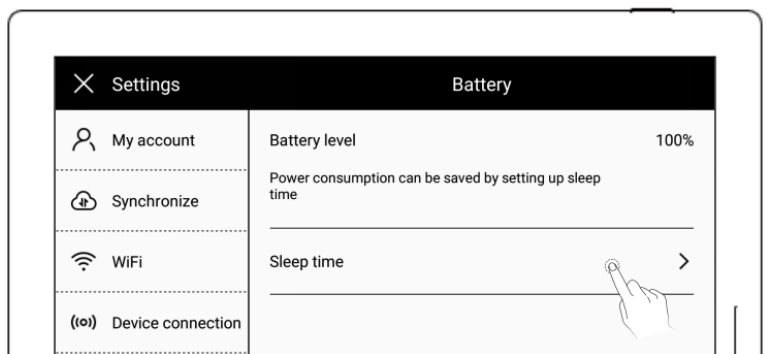 Settings
Battery
My account
Synchronize
WiFi
Device connection
Battery level 100%
Power consumption can be saved by setting up sleep
time
Sleep time